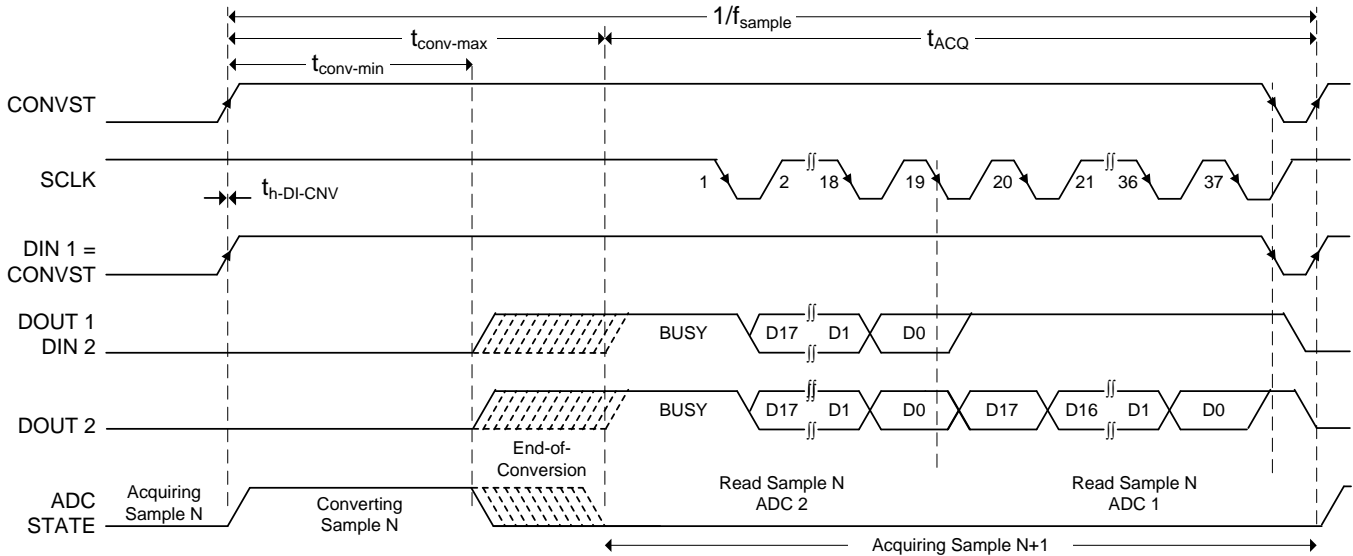 1/fsample
tconv-max
tACQ
tconv-min
CONVST
SCLK
1 2 18 19 20 21 36 37
th-DI-CNV
DIN 1 =
CONVST
DOUT 1
DIN 2
BUSY D17 D1 D0
DOUT 2
BUSY D17 D1 D0 D17 D16 D1 D0
End-of-
Conversion
ADC
STATE
Acquiring
Sample N
Converting
Sample N
Read Sample N
ADC 2
Read Sample N
ADC 1
Acquiring Sample N+1